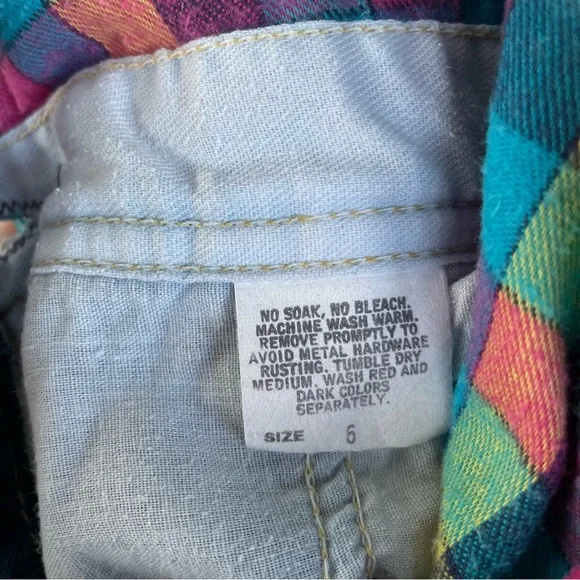 NO SOAK, NO BLEACH.
MACHINE WASH WARM.
REMOVE PROMPTLY TO
AVOID METAL HARDWARE
RUSTING. TUMBLE DRY
MEDIUM. WASH RED AND
DARK COLORS
SEPARATELY.
SIZE 6